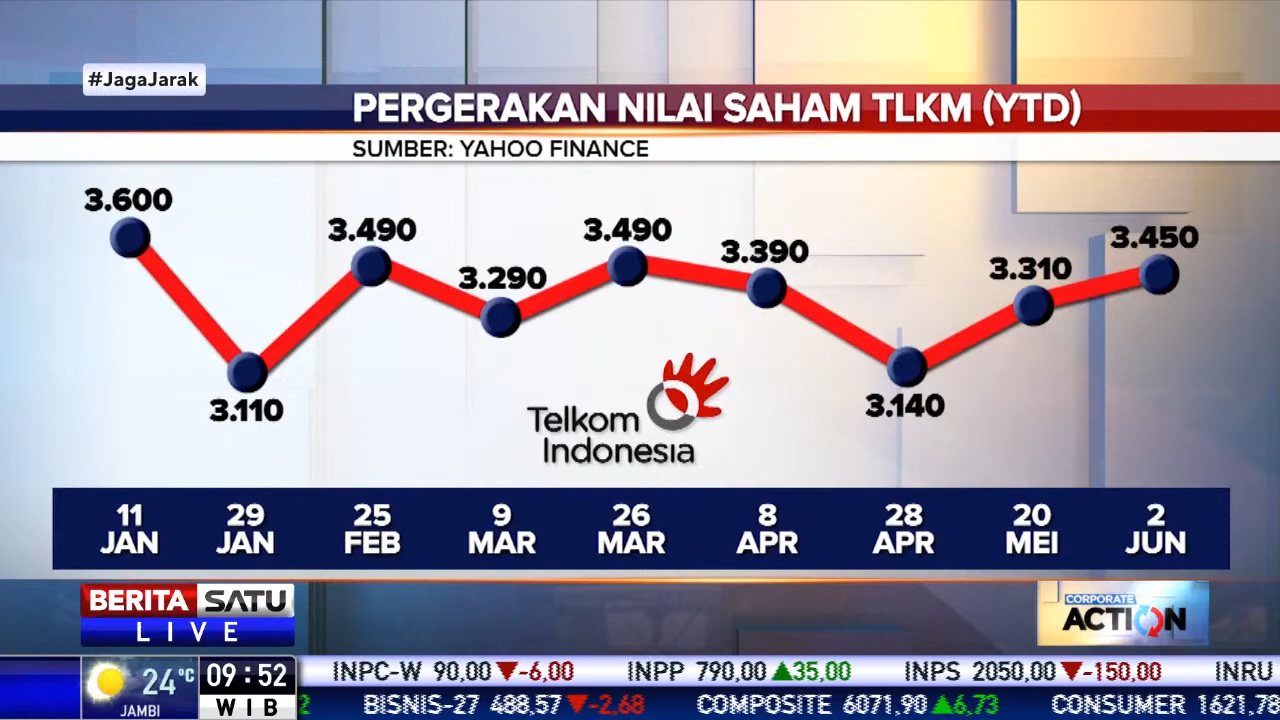 #JagaJarak
PERGERAKAN NILAI SAHAM TLKM (YTD)
SUMBER: YAHOO FINANCE
3.600
3.110
3.490
3.290
3.490
3.390
3.140
3.310
3.450
Telkom
Indonesia
11 JAN
29 JAN
25 FEB
9 MAR
26 MAR
8 APR
28 APR
20 MEI
2 JUN
BERITA SATU
LIVE
CORPORATE
ACTION
24°C
JAMBI
09:52
WIB
INPC-W 90,00 ▼-6,00 INPP 790,00 ▲35,00 INPS 2050,00 ▼-150,00 INRU
2 BISNIS-27 488,57 ▼-2,68 COMPOSITE 6071,90 ▲6,73 CONSUMER 1621,78